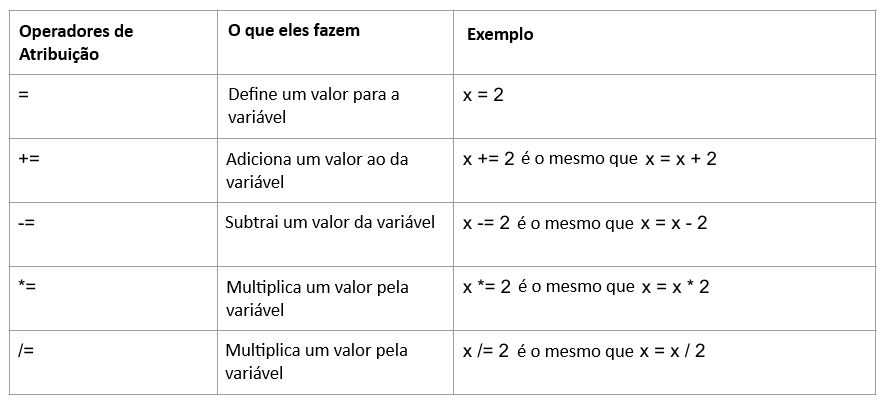 Operadores de
Atribuição
O que eles fazem
Exemplo
=
Define um valor para a
variável
x = 2
+=
Adiciona um valor ao da
variável
x += 2 é o mesmo que x = x + 2
-=
Subtrai um valor da variável
x -= 2 é o mesmo que x = x - 2
*=
Multiplica um valor pela
variável
x *= 2 é o mesmo que x = x * 2
/=
Multiplica um valor pela
variável
x /= 2 é o mesmo que x = x / 2